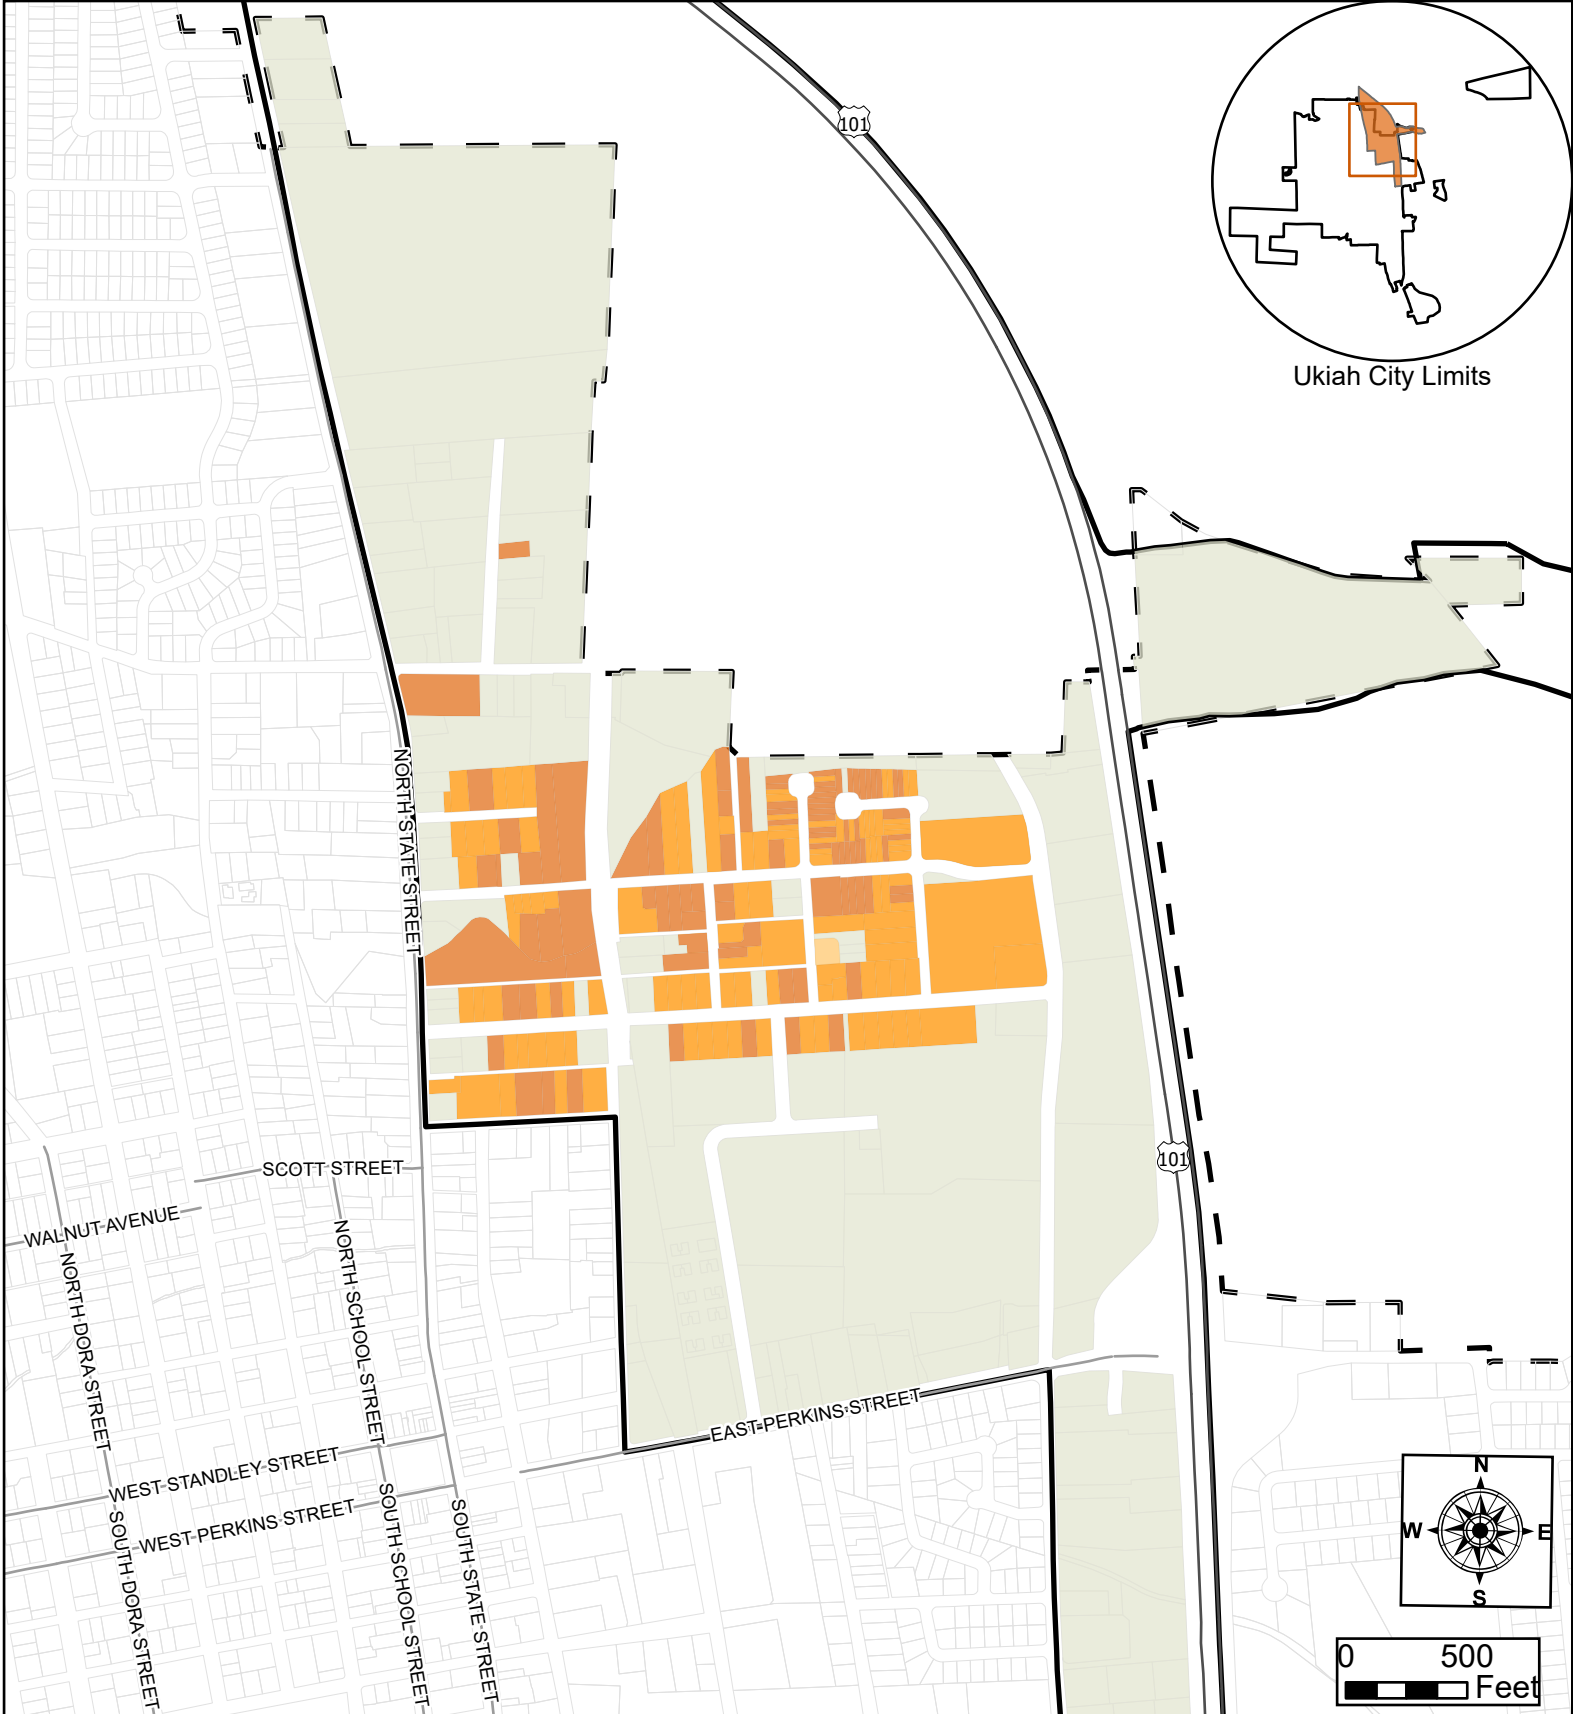 101
Ukiah City Limits
NORTH STATE STREET
101
SCOTT STREET
WALNUT AVENUE
NORTH DORA STREET
NORTH SCHOOL STREET
EAST PERKINS STREET
WEST STANDLEY STREET
WEST PERKINS STREET
SOUTH DORA STREET
SOUTH SCHOOL STREET
SOUTH STATE STREET
N
W E
S
0 500
Feet